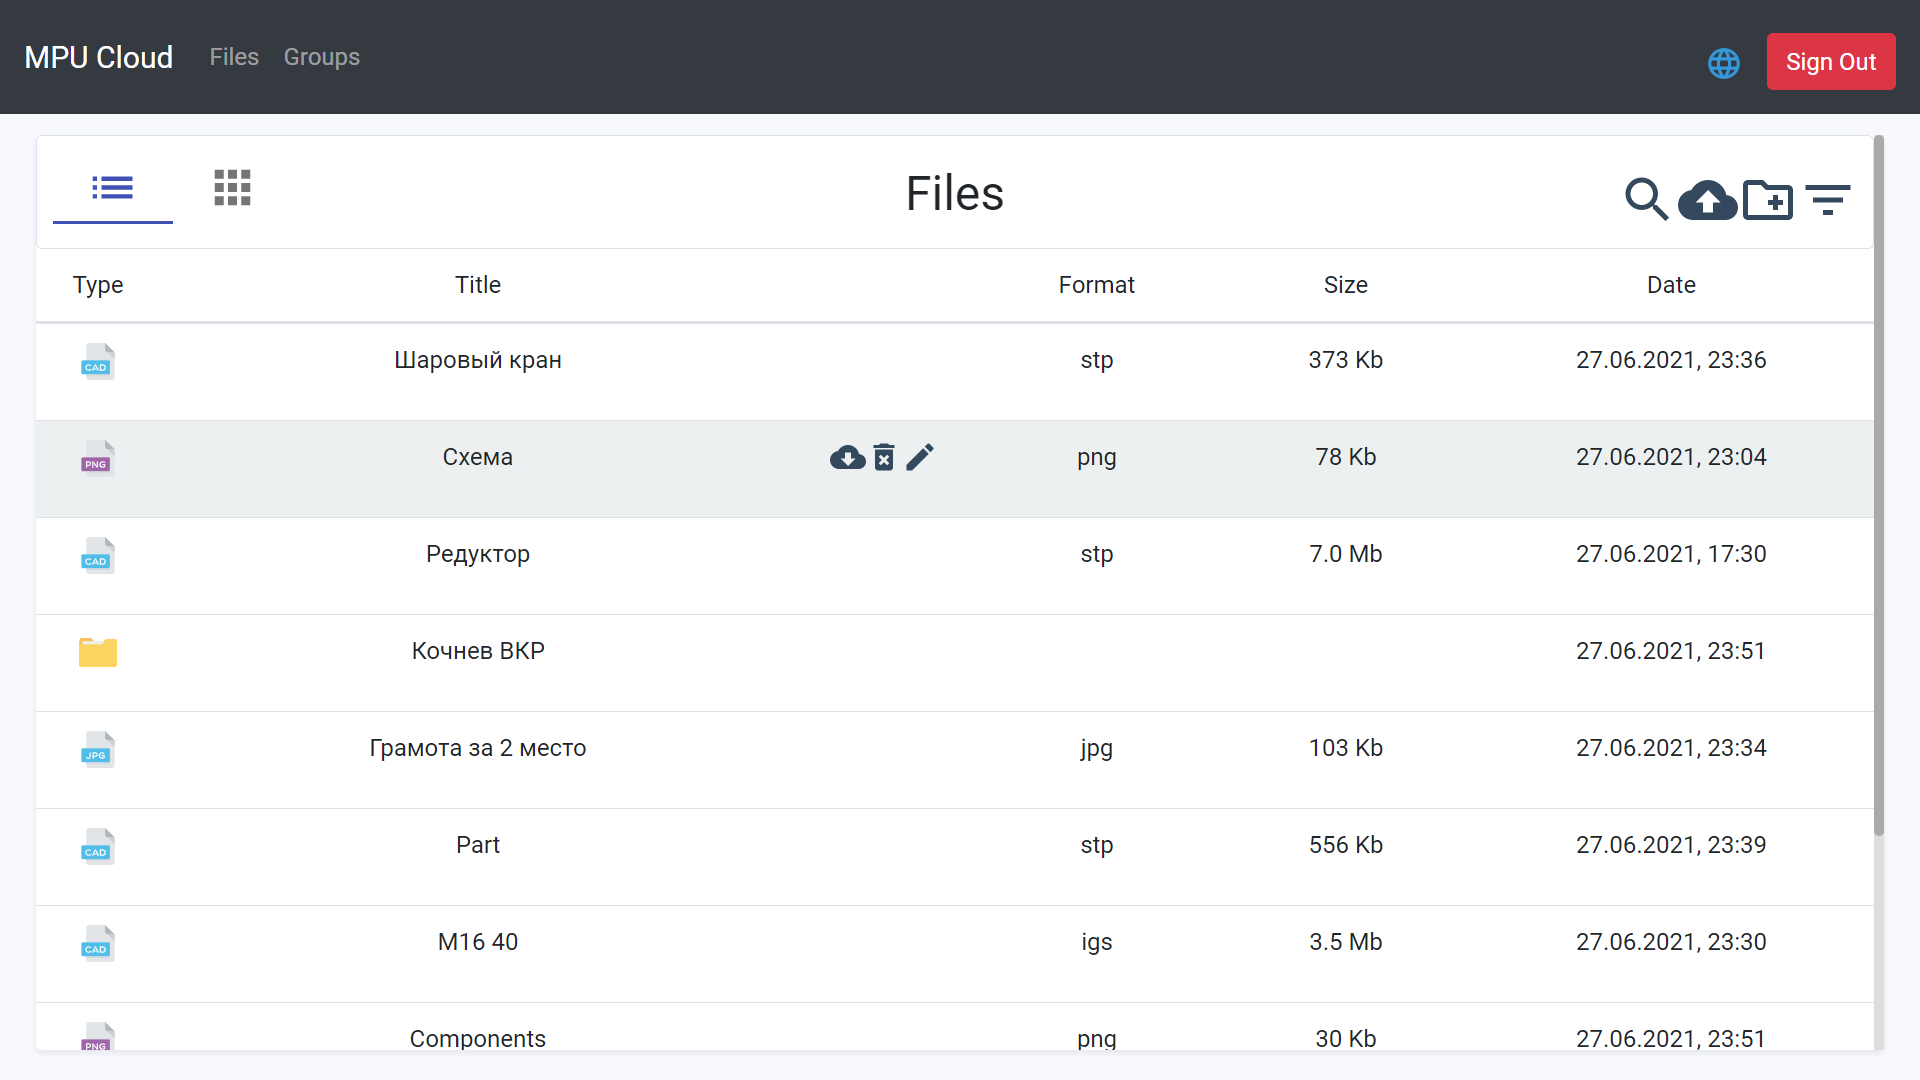 MPU Cloud Files Groups Sign Out
Files
Type Title Format Size Date
CAD Шаровый кран stp 373 Kb 27.06.2021, 23:36
PNG Схема png 78 Kb 27.06.2021, 23:04
CAD Редуктор stp 7.0 Mb 27.06.2021, 17:30
Кочнев ВКР 27.06.2021, 23:51
JPG Грамота за 2 место jpg 103 Kb 27.06.2021, 23:34
CAD Part stp 556 Kb 27.06.2021, 23:39
CAD M16 40 igs 3.5 Mb 27.06.2021, 23:30
PNG Components png 30 Kb 27.06.2021, 23:51